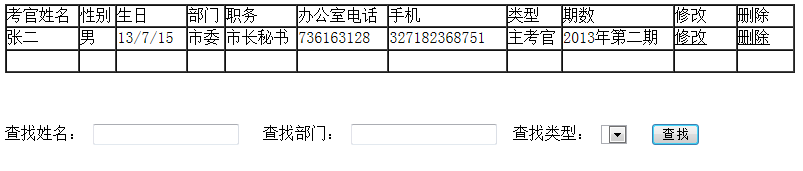 考官姓名 性别 生日 部门 职务 办公室电话 手机 类型 期数 修改 删除
张二 男 13/7/15 市委 市长秘书 736163128 327182368751 主考官 2013年第二期 修改 删除
查找姓名： 查找部门： 查找类型： 查找